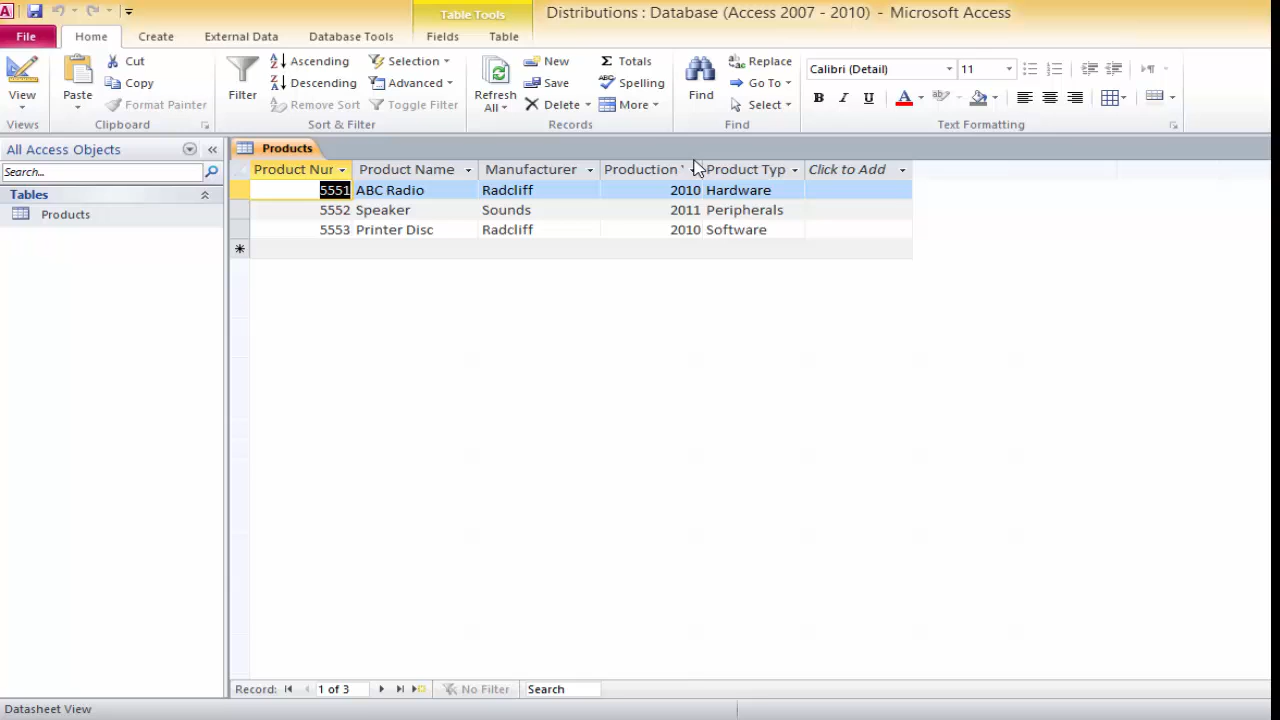 Table Tools
Distributions : Database (Access 2007 - 2010) - Microsoft Access
File Home Create External Data Database Tools Fields Table
View
Views
Paste
Cut
Copy
Format Painter
Clipboard
Filter
Ascending
Descending
Remove Sort
Selection
Advanced
Toggle Filter
Sort & Filter
Refresh
All
New
Save
Delete
Totals
Spelling
More
Records
Find
Replace
Go To
Select
Find
Calibri (Detail) 11
B I U
Text Formatting
All Access Objects
Search...
Tables
Products
Products
Product Nur Product Name Manufacturer Production Product Typ Click to Add
5551 ABC Radio Radcliff 2010 Hardware
5552 Speaker Sounds 2011 Peripherals
5553 Printer Disc Radcliff 2010 Software
Record: 1 of 3 No Filter Search
Datasheet View